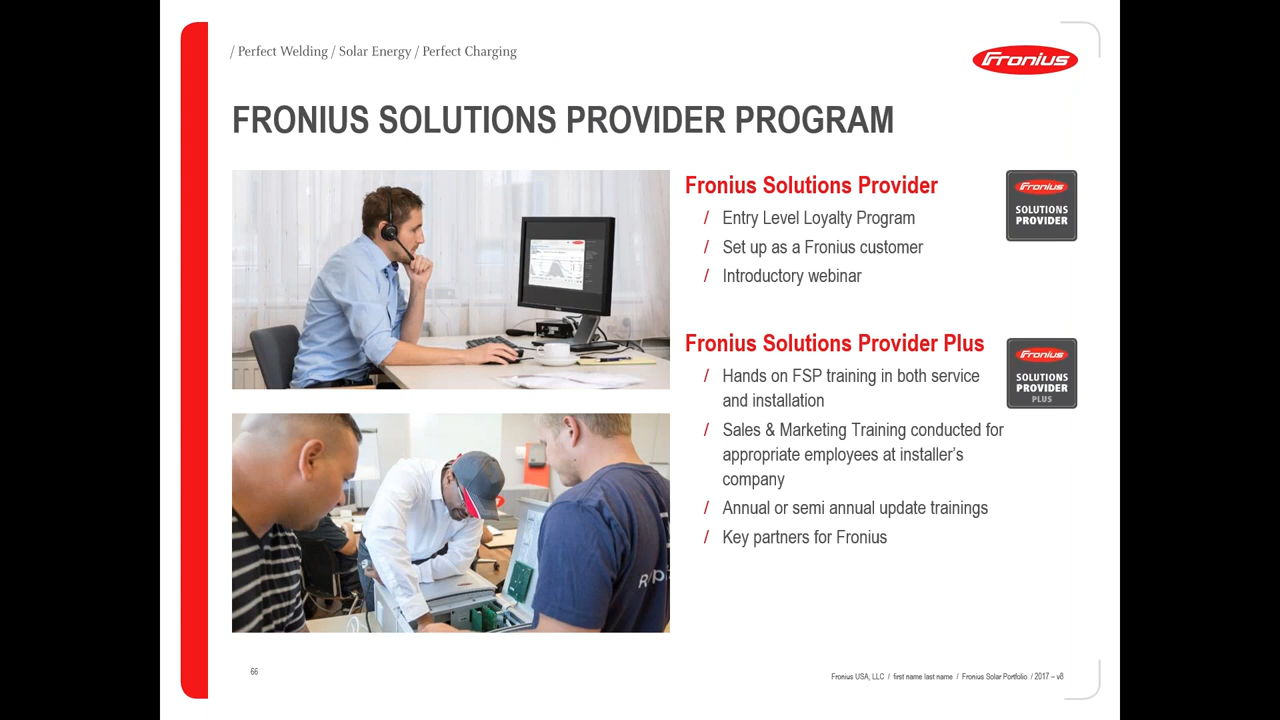 / Perfect Welding / Solar Energy / Perfect Charging
Fronius
FRONIUS SOLUTIONS PROVIDER PROGRAM
Fronius Solutions Provider
/ Entry Level Loyalty Program
/ Set up as a Fronius customer
/ Introductory webinar
Fronius
SOLUTIONS
PROVIDER
Fronius Solutions Provider Plus
/ Hands on FSP training in both service
and installation
/ Sales & Marketing Training conducted for
appropriate employees at installer’s
company
/ Annual or semi annual update trainings
/ Key partners for Fronius
Fronius
SOLUTIONS
PROVIDER
PLUS
66
Fronius USA, LLC / first name last name / Fronius Solar Portfolio / 2017 – v8